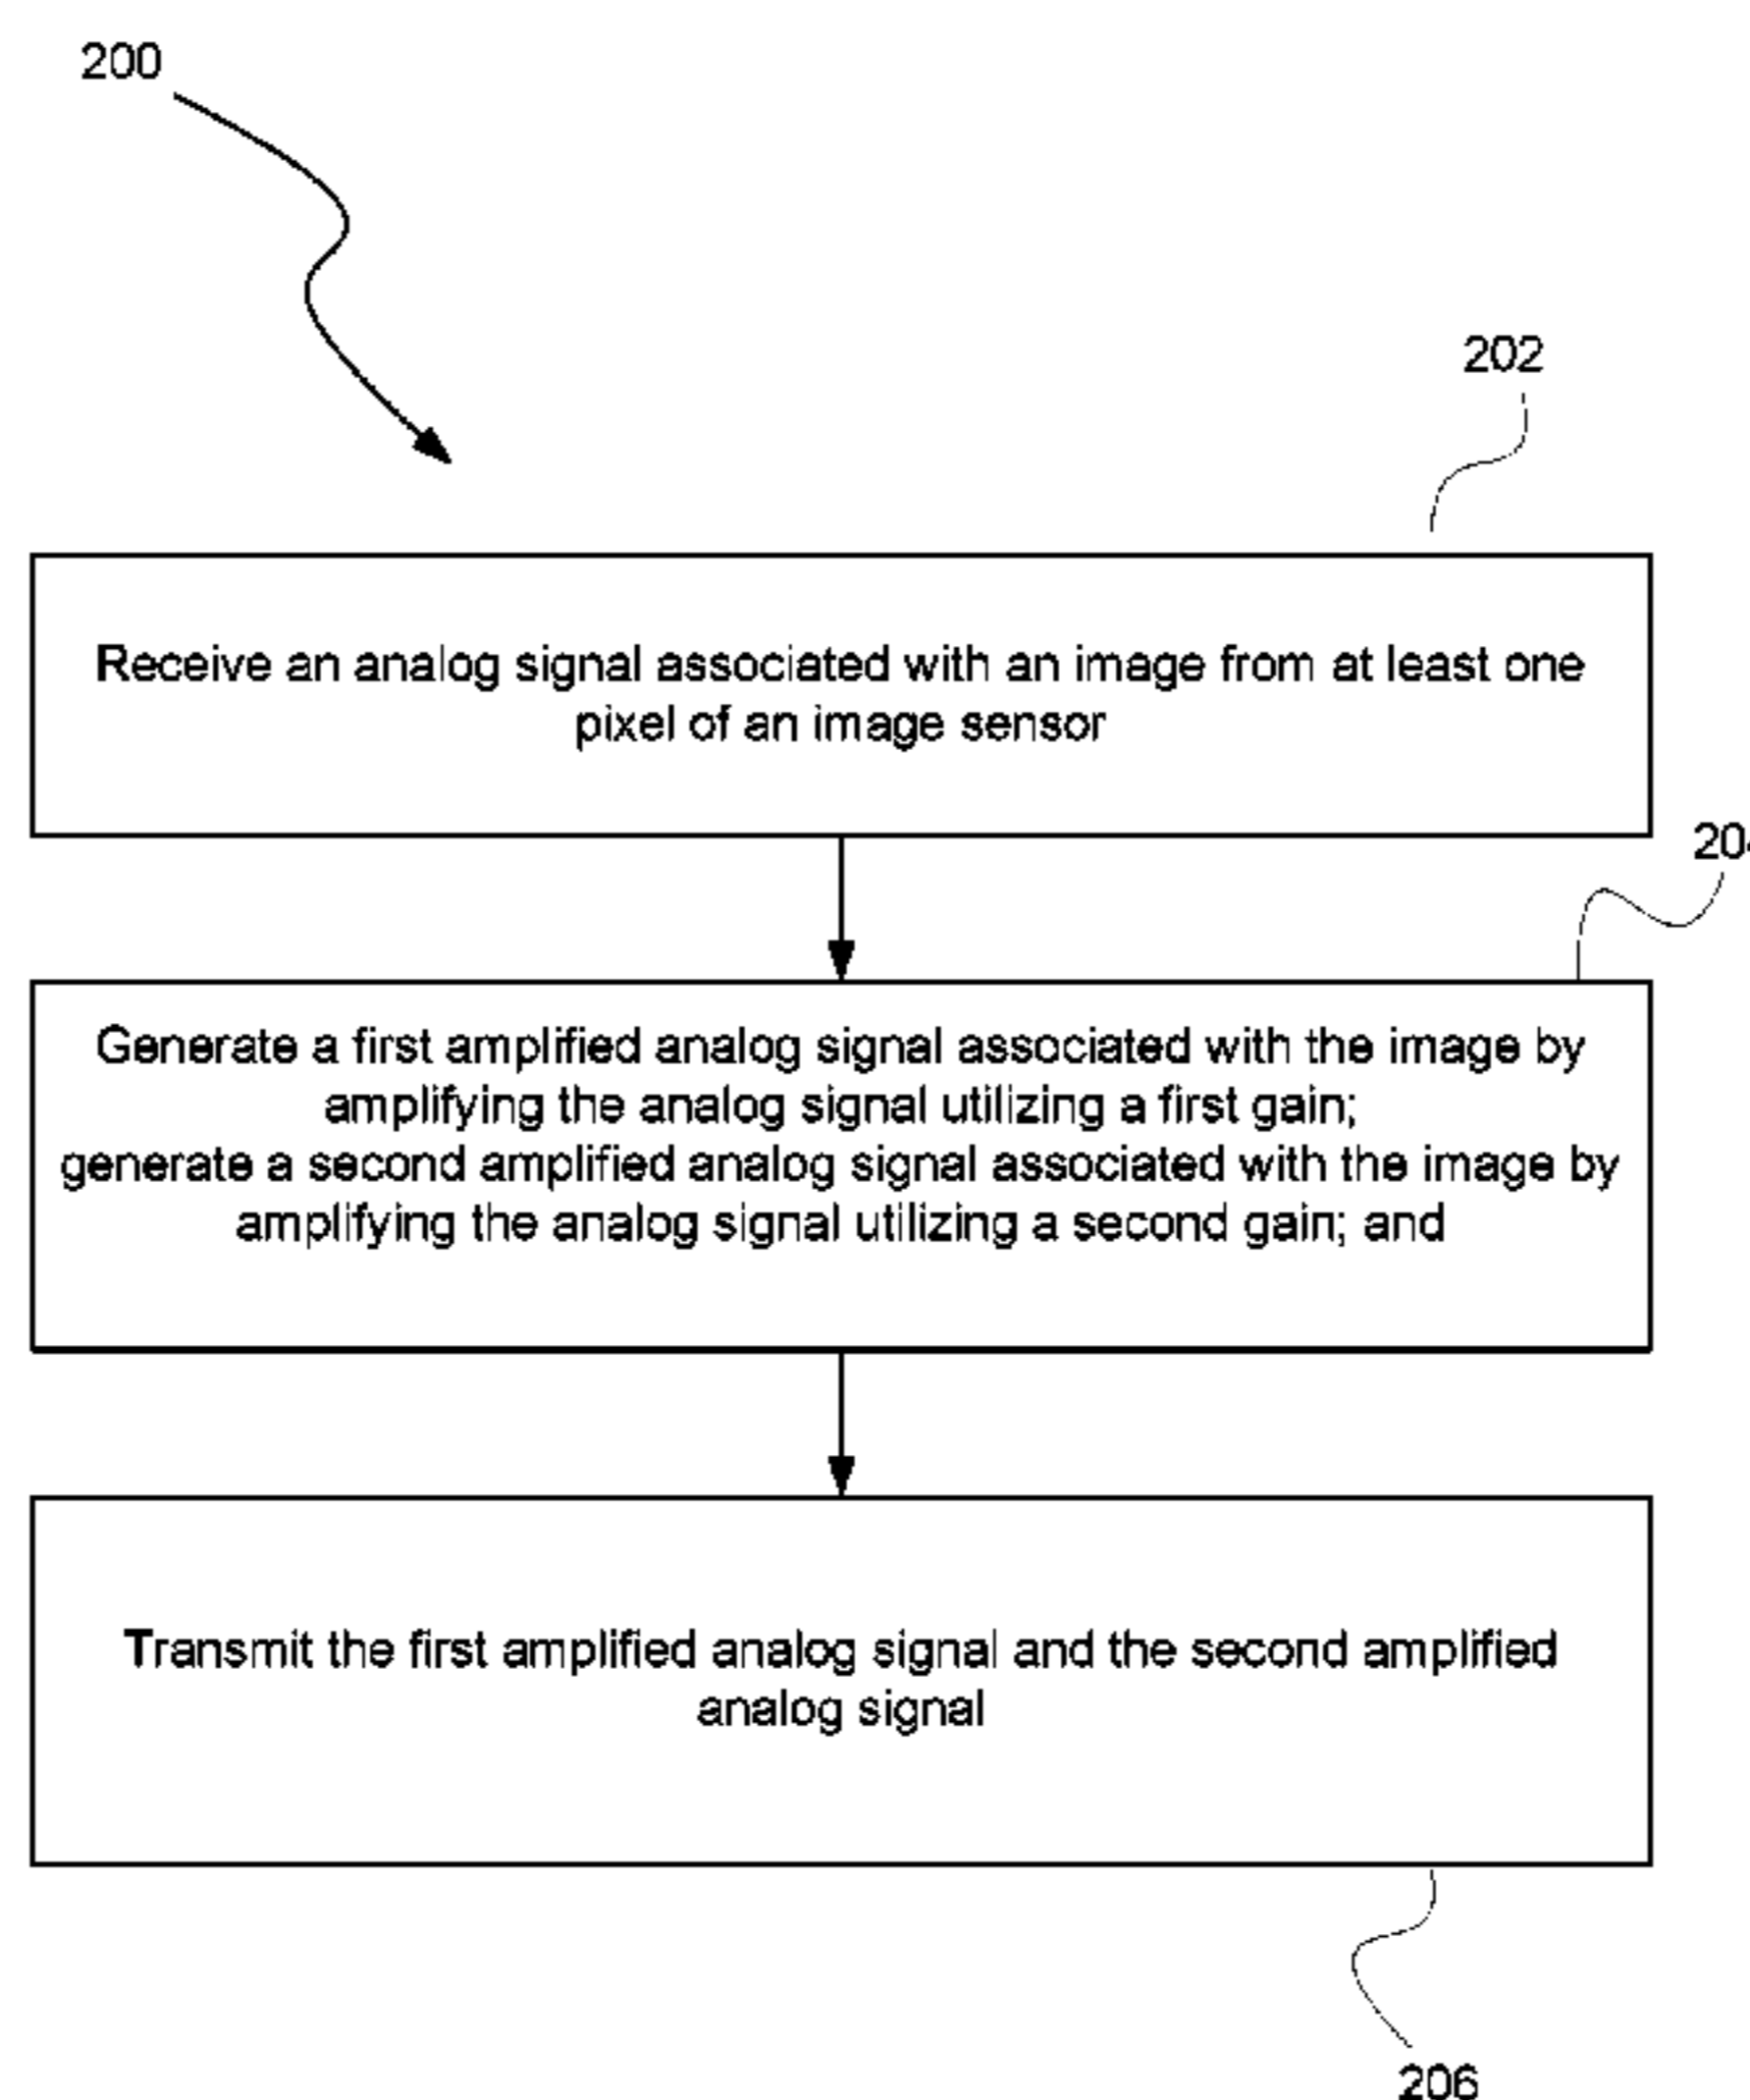 200
202
Receive an analog signal associated with an image from at least one
pixel of an image sensor
Generate a first amplified analog signal associated with the image by
amplifying the analog signal utilizing a first gain;
generate a second amplified analog signal associated with the image by
amplifying the analog signal utilizing a second gain; and
Transmit the first amplified analog signal and the second amplified
analog signal
206